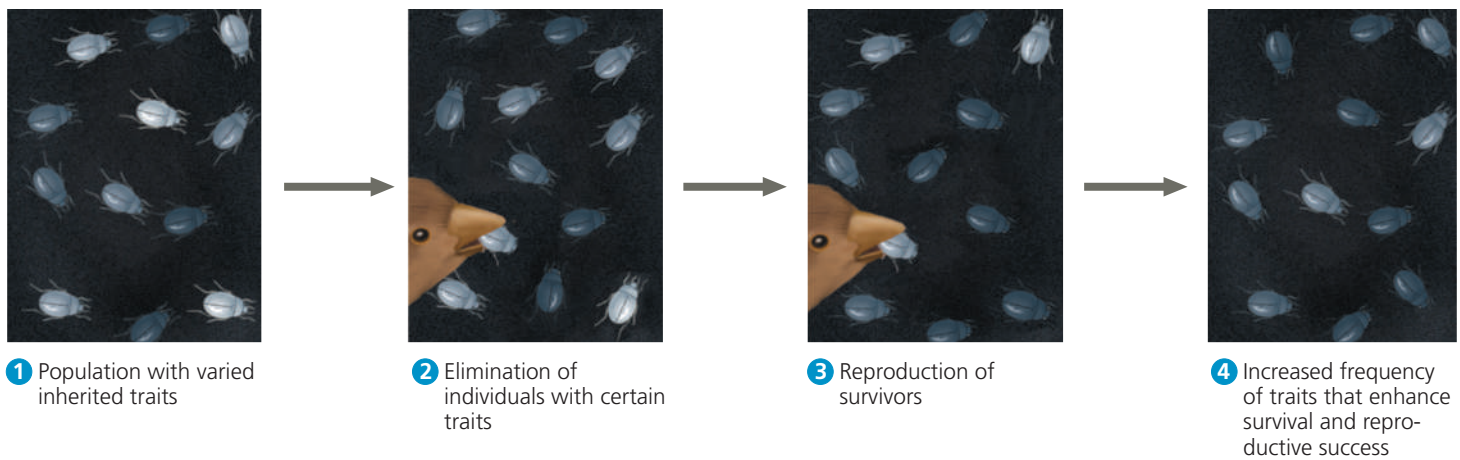 1 Population with varied
inherited traits
2 Elimination of
individuals with certain
traits
3 Reproduction of
survivors
4 Increased frequency
of traits that enhance
survival and repro-
ductive success